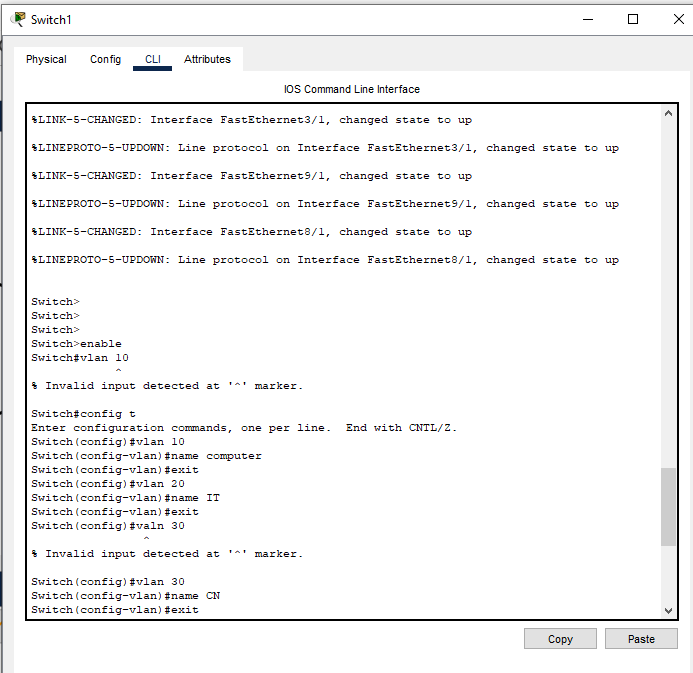 Switch1
Physical Config CLI Attributes
IOS Command Line Interface
%LINK-5-CHANGED: Interface FastEthernet3/1, changed state to up
%LINEPROTO-5-UPDOWN: Line protocol on Interface FastEthernet3/1, changed state to up
%LINK-5-CHANGED: Interface FastEthernet9/1, changed state to up
%LINEPROTO-5-UPDOWN: Line protocol on Interface FastEthernet9/1, changed state to up
%LINK-5-CHANGED: Interface FastEthernet8/1, changed state to up
%LINEPROTO-5-UPDOWN: Line protocol on Interface FastEthernet8/1, changed state to up
Switch>
Switch>
Switch>
Switch>enable
Switch#vlan 10
^
% Invalid input detected at '^' marker.
Switch#config t
Enter configuration commands, one per line.  End with CNTL/Z.
Switch(config)#vlan 10
Switch(config-vlan)#name computer
Switch(config-vlan)#exit
Switch(config)#vlan 20
Switch(config-vlan)#name IT
Switch(config-vlan)#exit
Switch(config)#valn 30
^
% Invalid input detected at '^' marker.
Switch(config)#vlan 30
Switch(config-vlan)#name CN
Switch(config-vlan)#exit
Copy Paste